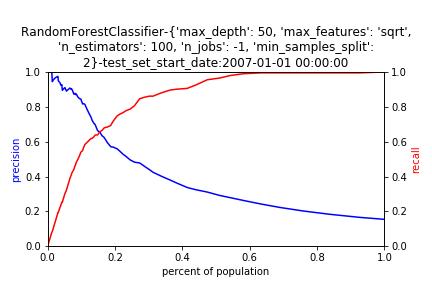 RandomForestClassifier-{'max_depth': 50, 'max_features': 'sqrt',
'n_estimators': 100, 'n_jobs': -1, 'min_samples_split':
2}-test_set_start_date:2007-01-01 00:00:00
1.0
0.8
0.6
0.4
0.2
0.0
precision
1.0
0.8
0.6
0.4
0.2
0.0
recall
0.0 0.2 0.4 0.6 0.8 1.0
percent of population